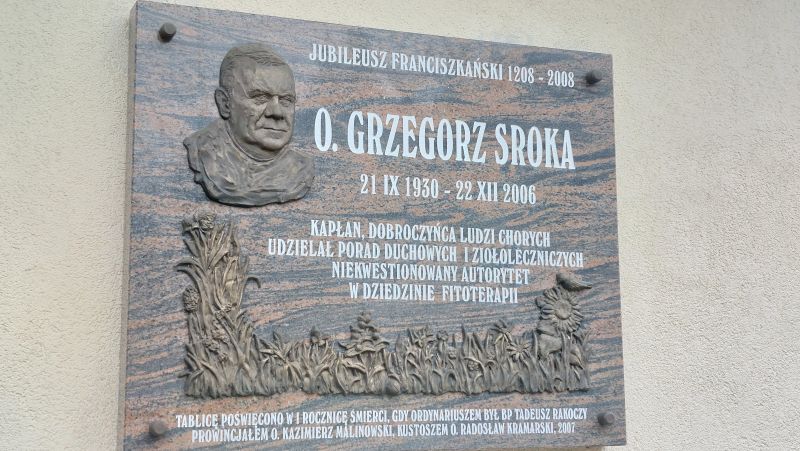 JUBILEUSZ FRANCISZKAŃSKI 1208 - 2008
O. GRZEGORZ SROKA
21 IX 1930 - 22 XII 2006
KAPŁAN, DOBROCZYŃCA LUDZI CHORYCH
UDZIELAŁ PORAD DUCHOWYCH I ZIOŁOLECZNICZYCH
NIEKWESTIONOWANY AUTORYTET
W DZIEDZINIE FITOTERAPII
TABLICĘ POŚWIĘCONO W I ROCZNICĘ ŚMIERCI, GDY ORDYNARIUSZEM BYŁ BP TADEUSZ RAKOCZY
PROWINCJAŁEM O. KAZIMIERZ MALINOWSKI, KUSTOSZEM O. RADOSŁAW KRAMARSKI, 2007